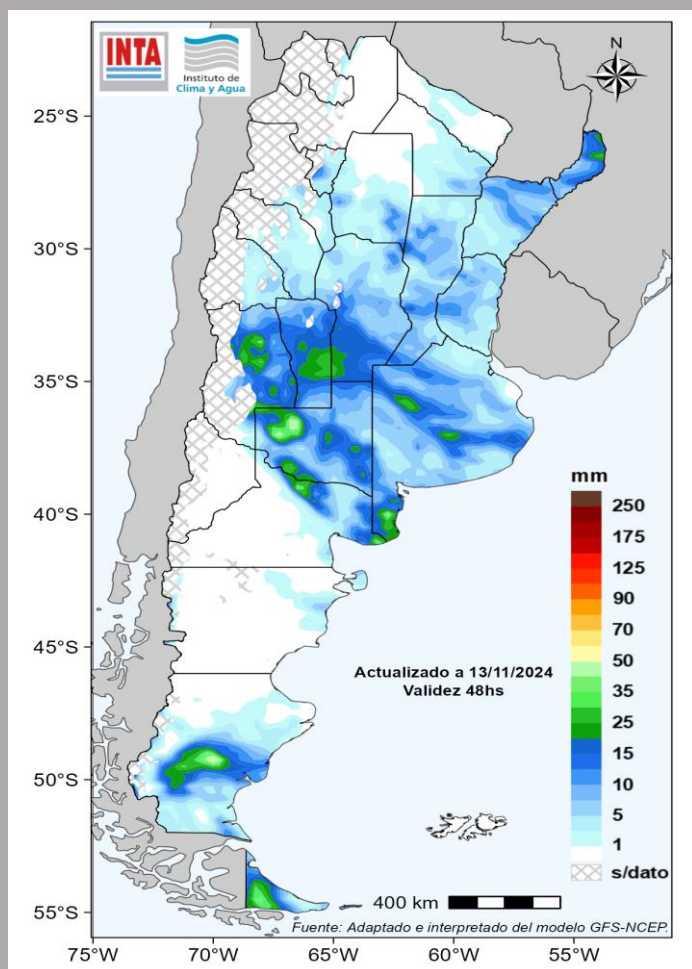 INTA
Instituto de
Clima y Agua
N
25°S
30°S
35°S
40°S
45°S
50°S
55°S
mm
250
175
125
90
70
50
35
25
15
10
5
1
s/dato
Actualizado a 13/11/2024
Validez 48hs
400 km
Fuente: Adaptado e interpretado del modelo GFS-NCEP.
75°W
70°W
65°W
60°W
55°W